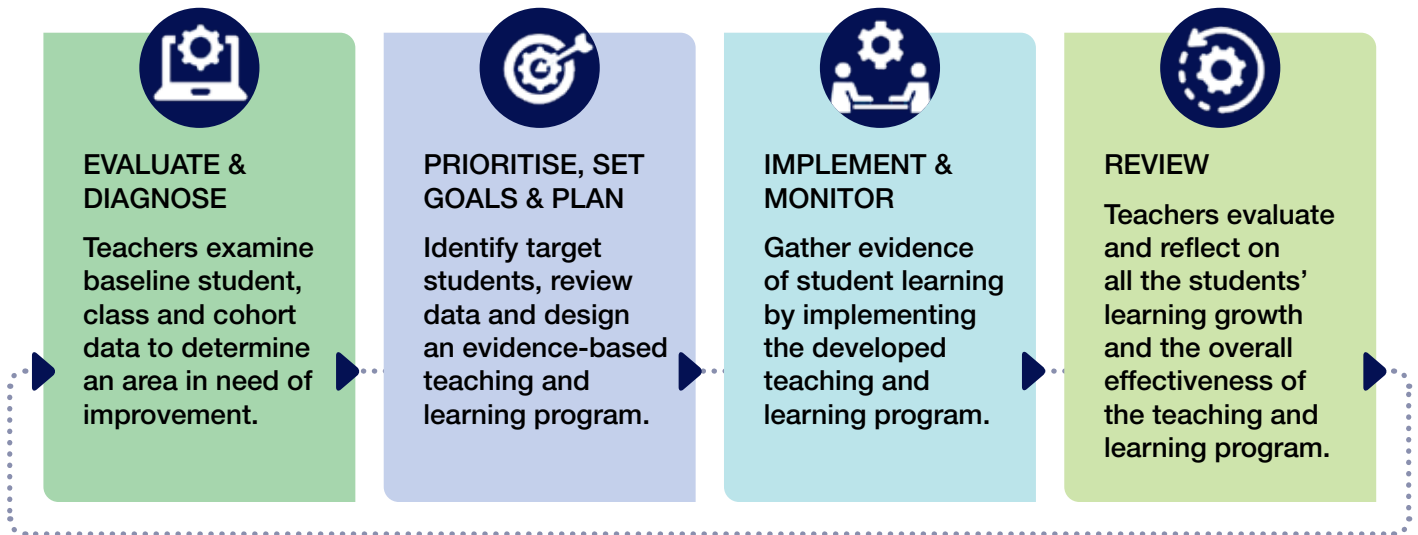 EVALUATE &
DIAGNOSE
Teachers examine
baseline student,
class and cohort
data to determine
an area in need of
improvement.
PRIORITISE, SET
GOALS & PLAN
Identify target
students, review
data and design
an evidence-based
teaching and
learning program.
IMPLEMENT &
MONITOR
Gather evidence
of student learning
by implementing
the developed
teaching and
learning program.
REVIEW
Teachers evaluate
and reflect on
all the students’
learning growth
and the overall
effectiveness of
the teaching and
learning program.